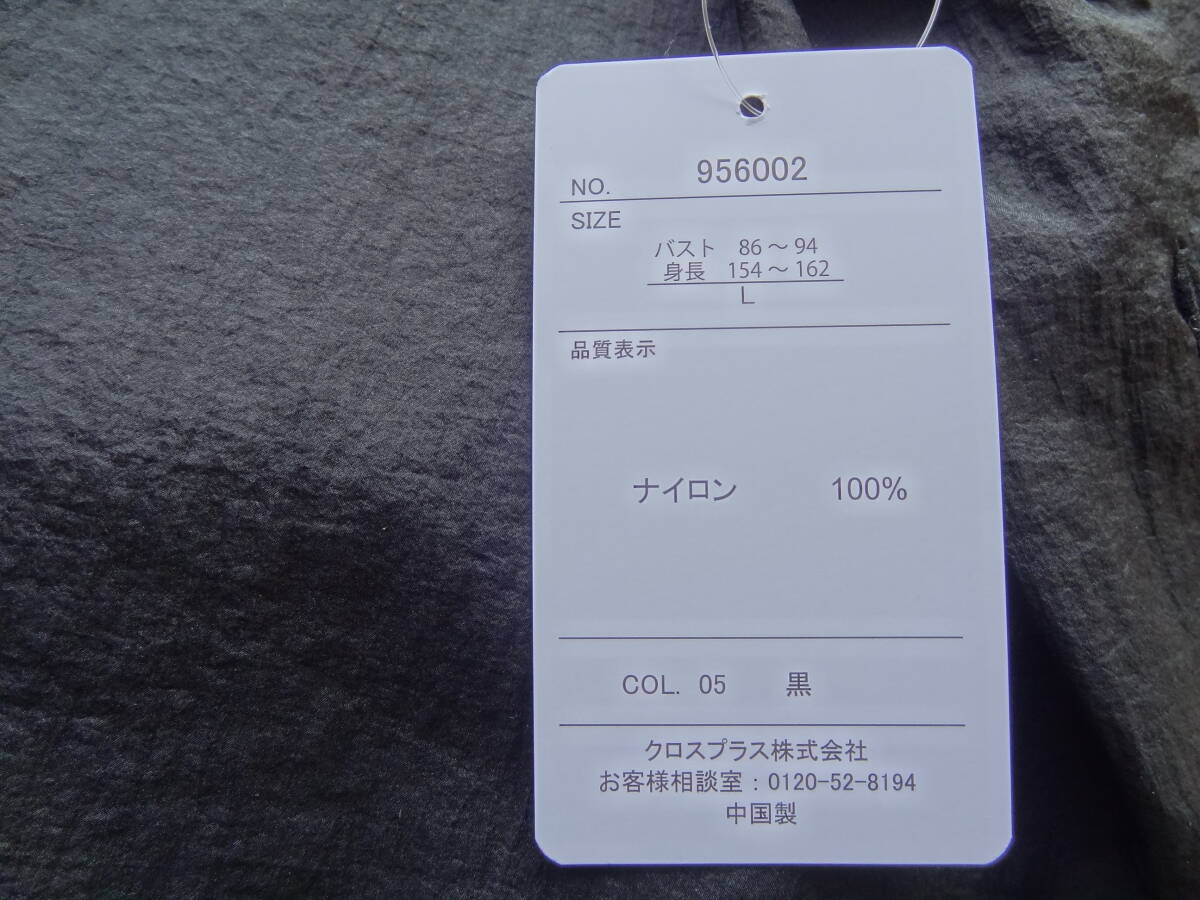 NO. 956002
SIZE
バスト 86～94
身長 154～162
L
品質表示
ナイロン 100%
COL. 05 黒
クロスプラス株式会社
お客様相談室：0120-52-8194
中国製